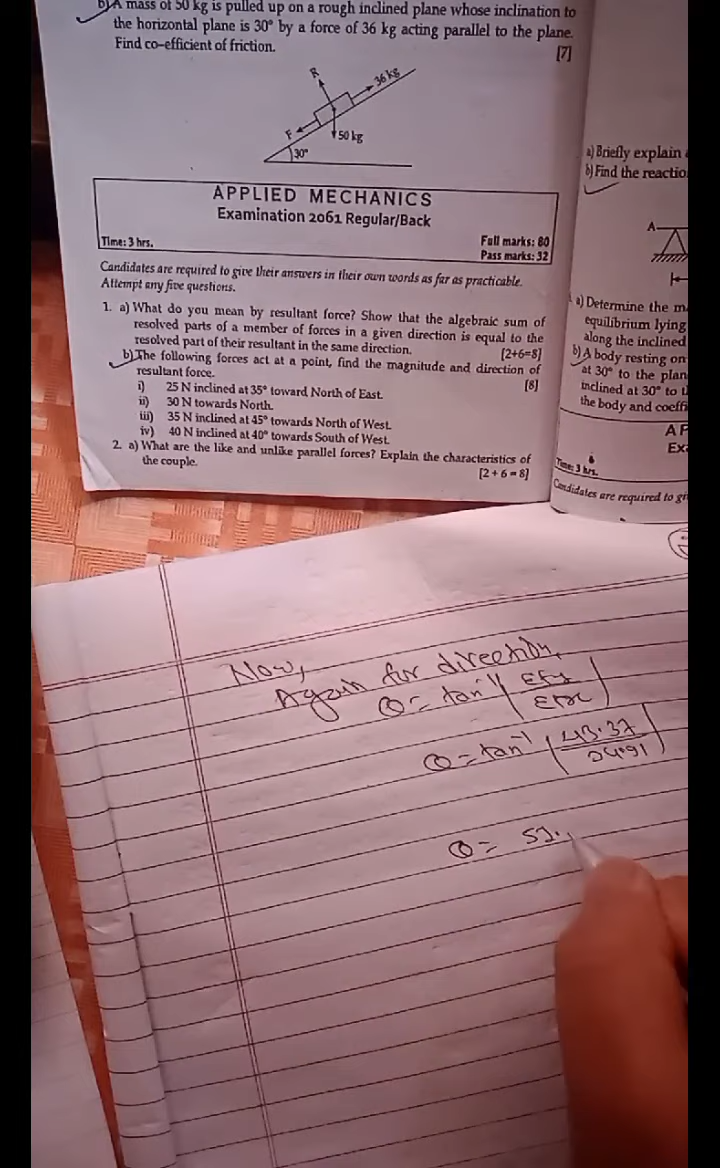 b) A mass of 50 kg is pulled up on a rough inclined plane whose inclination to
the horizontal plane is 30° by a force of 36 kg acting parallel to the plane.
Find co-efficient of friction.
[7]
R
36 kg
F
50 kg
30°
APPLIED MECHANICS
Examination 2061 Regular/Back
Time: 3 hrs.
Full marks: 80
Pass marks: 32
Candidates are required to give their answers in their own words as far as practicable.
Attempt any five questions.
1. a) What do you mean by resultant force? Show that the algebraic sum of
resolved parts of a member of forces in a given direction is equal to the
resolved part of their resultant in the same direction. [2+6=8]
b) The following forces act at a point, find the magnitude and direction of
resultant force. [8]
i) 25 N inclined at 35° toward North of East.
ii) 30 N towards North.
iii) 35 N inclined at 45° towards North of West.
iv) 40 N inclined at 40° towards South of West.
2. a) What are the like and unlike parallel forces? Explain the characteristics of
the couple. [2 + 6 = 8]
a) Briefly explain
b) Find the reactio
A
a) Determine the m
equilibrium lying
along the inclined
b) A body resting on
at 30° to the plan
inclined at 30° to t
the body and coeffi
A P
Ex
Time: 3 hrs.
Candidates are required to gi
Now,
Again for direction,
θ = tan⁻¹ | Σfy / Σfx |
θ = tan⁻¹ | 43.37 / 24.91 |
θ = 51.